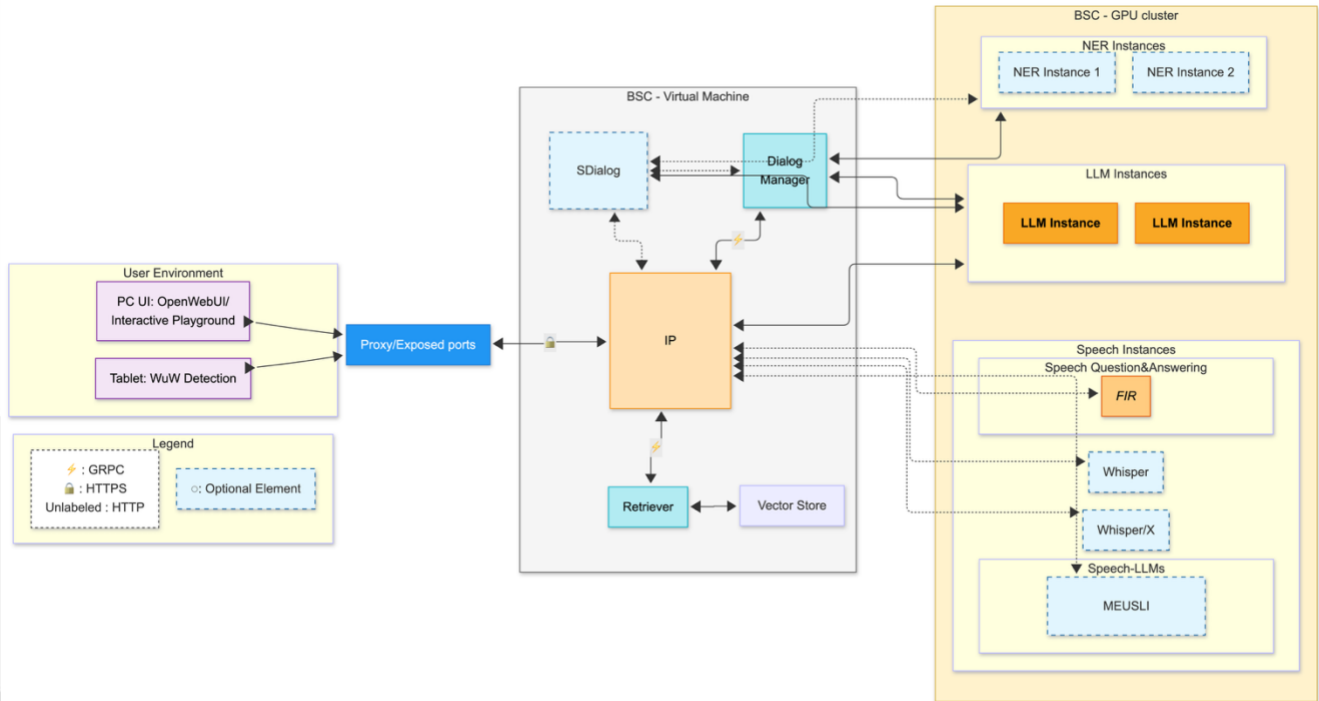 BSC - GPU cluster
NER Instances
NER Instance 1
NER Instance 2
BSC - Virtual Machine
SDialog
Dialog
Manager
LLM Instances
LLM Instance
LLM Instance
User Environment
PC UI: OpenWebUI/
Interactive Playground
Tablet: WuW Detection
Proxy/Exposed ports
🔒
⚡
IP
⚡
Retriever
Vector Store
Speech Instances
Speech Question&Answering
FIR
Whisper
Whisper/X
Speech-LLMs
MEUSLI
Legend
⚡ : GRPC
🔒 : HTTPS
Unlabeled : HTTP
◌: Optional Element